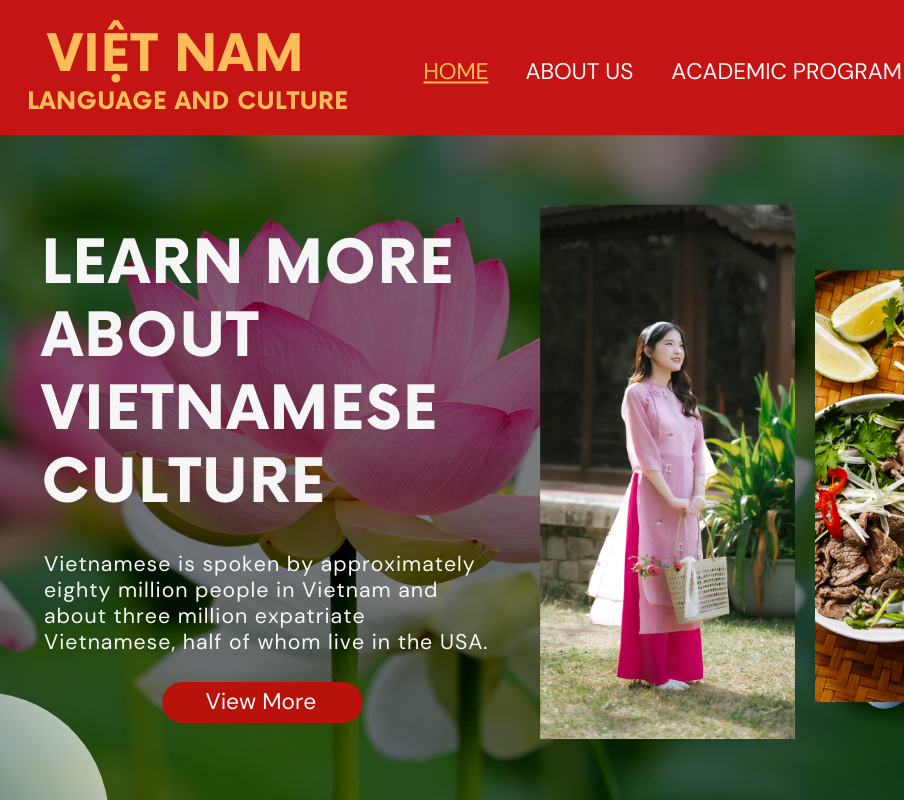 VIỆT NAM
LANGUAGE AND CULTURE
HOME ABOUT US ACADEMIC PROGRAM
LEARN MORE
ABOUT
VIETNAMESE
CULTURE
Vietnamese is spoken by approximately
eighty million people in Vietnam and
about three million expatriate
Vietnamese, half of whom live in the USA.
View More